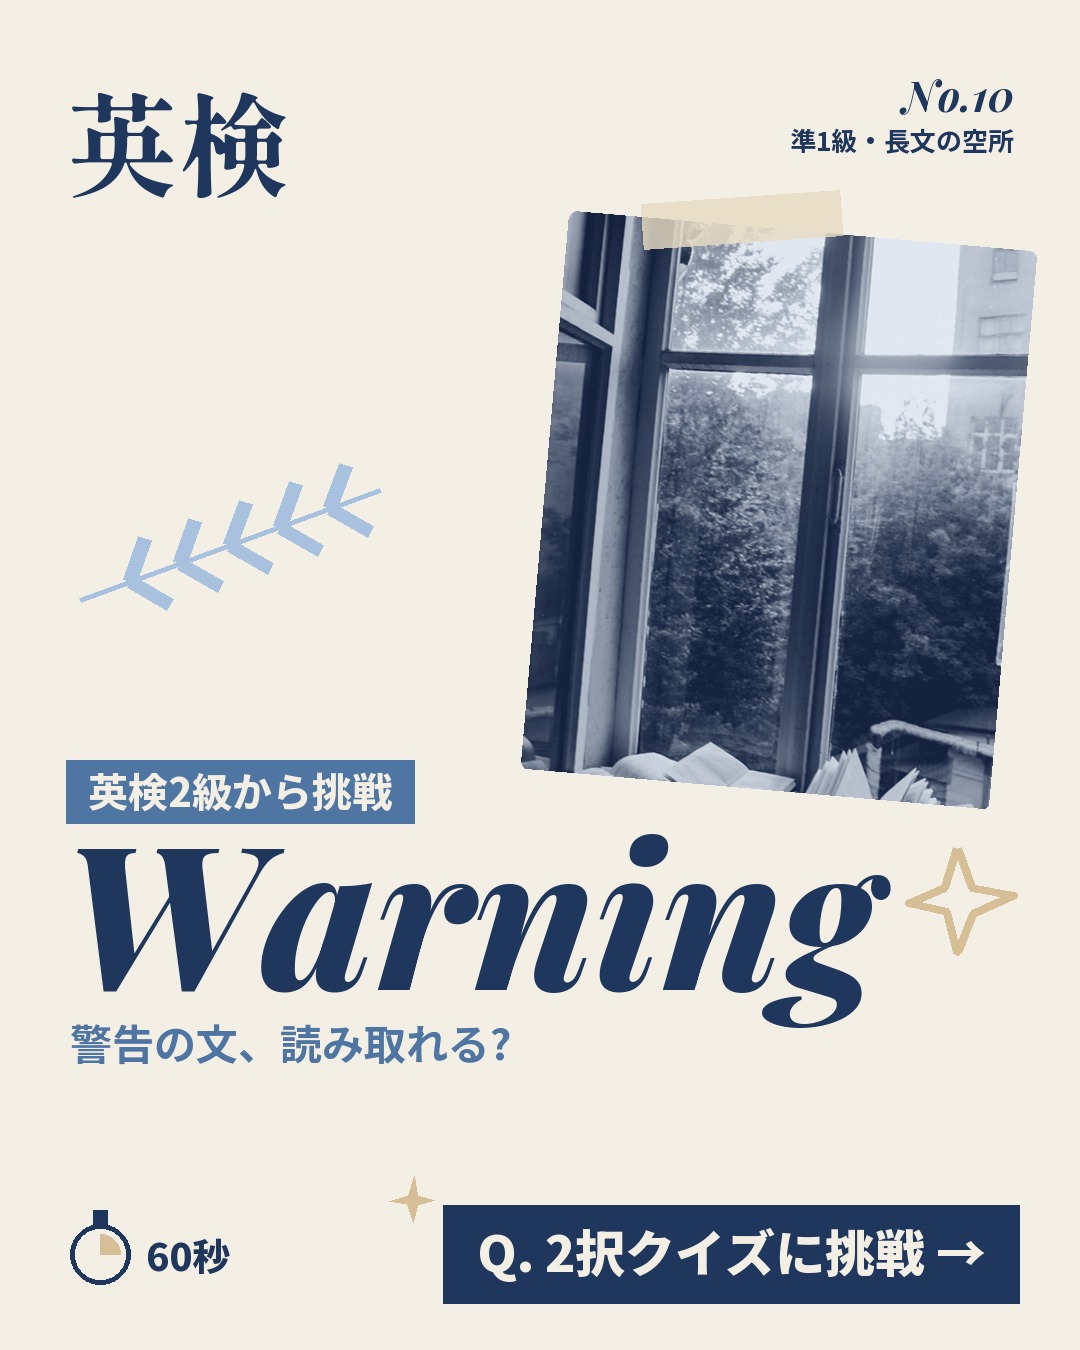 英検
No.10
準1級・長文の空所
英検2級から挑戦
Warning
警告の文、読み取れる?
60秒
Q. 2択クイズに挑戦 →